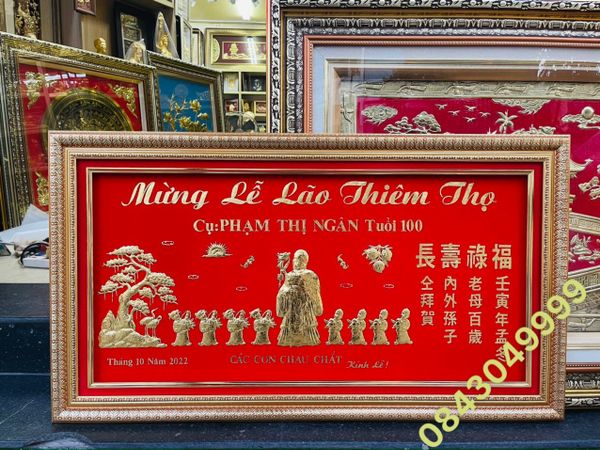 Mừng Lễ Lão Thiêm Thọ
Cụ:PHẠM THỊ NGÂN Tuổi 100
福祿壽長
壬寅年孟冬
老母百歲
內外孫子
仝拜賀
Tháng 10 Năm 2022
CÁC CON CHÁU CHẮT
Kính Lễ!
0843049999